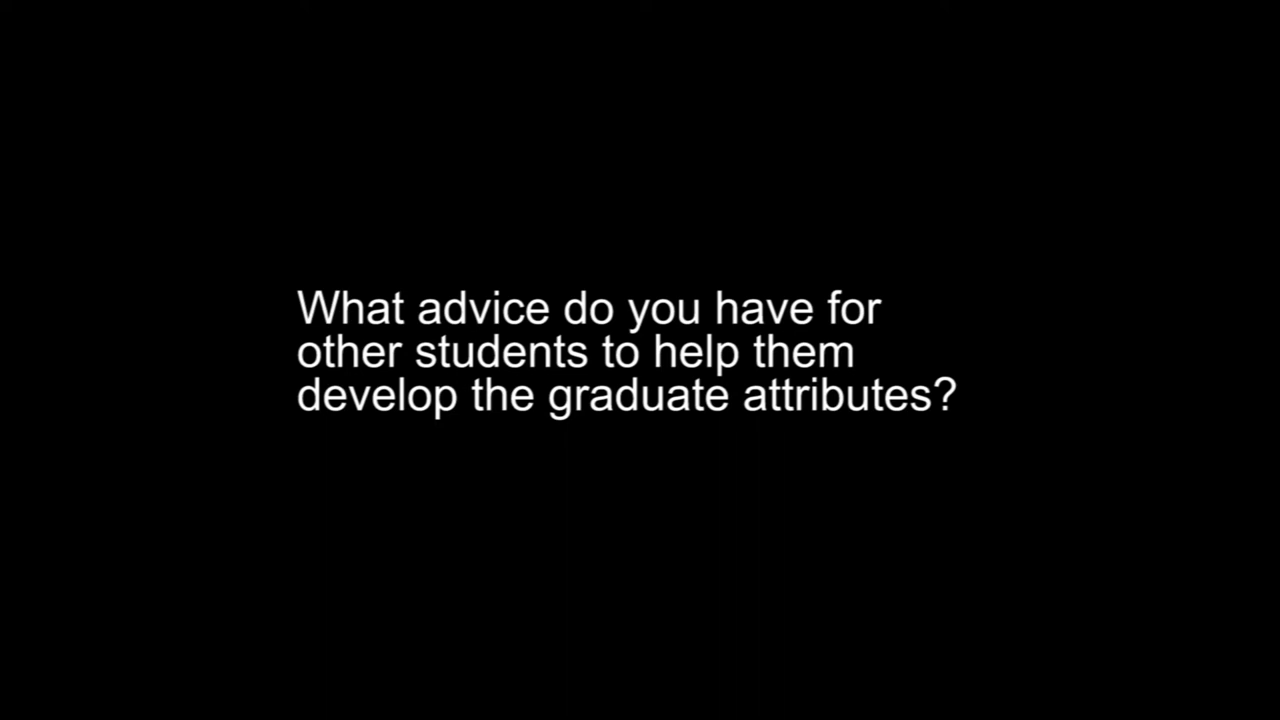 What advice do you have for
other students to help them
develop the graduate attributes?